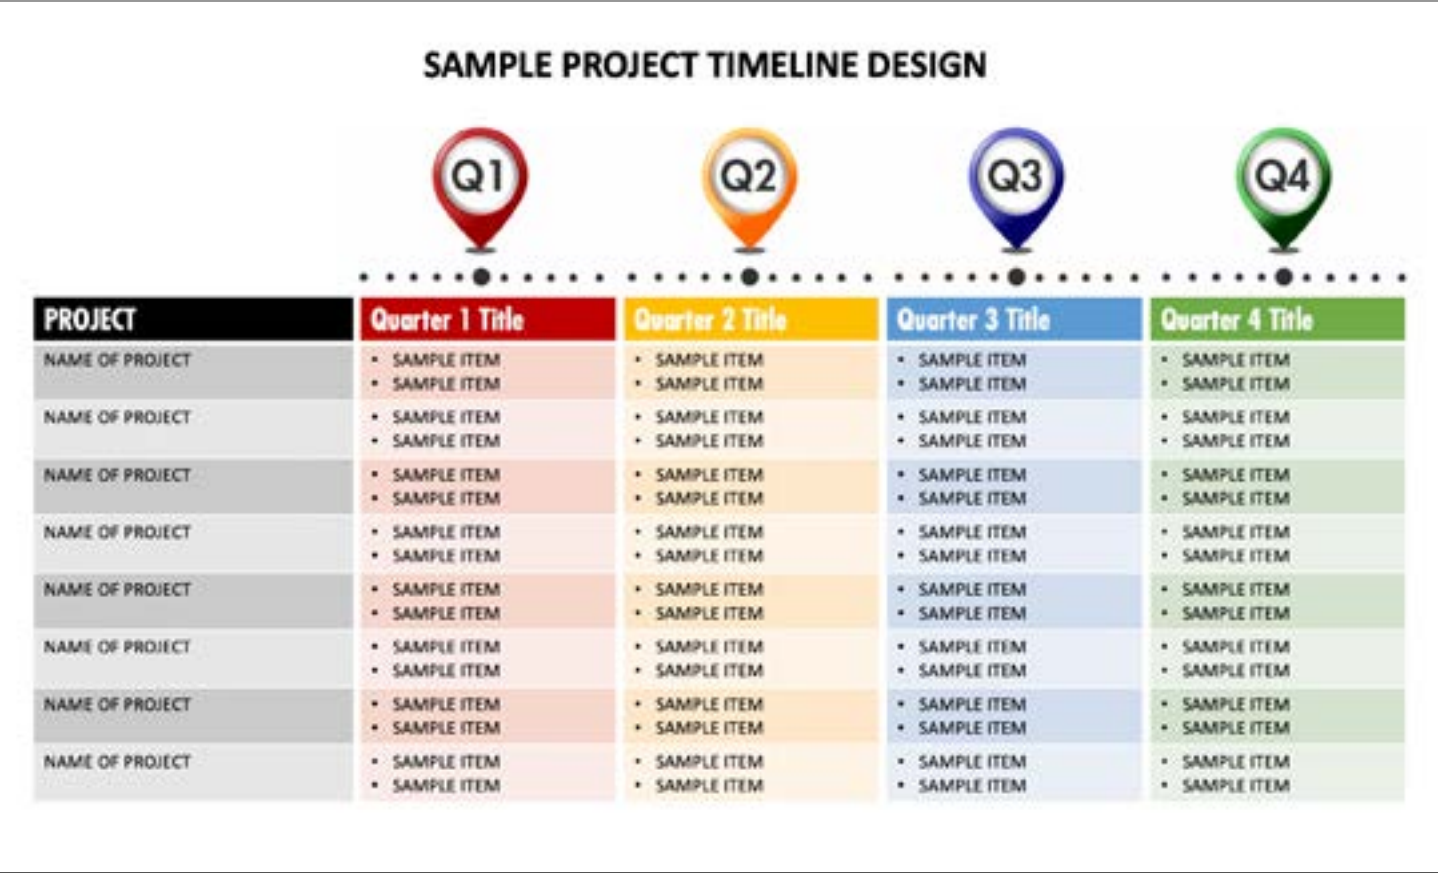 SAMPLE PROJECT TIMELINE DESIGN
Q1 Q2 Q3 Q4
PROJECT Quarter 1 Title Quarter 2 Title Quarter 3 Title Quarter 4 Title
NAME OF PROJECT • SAMPLE ITEM • SAMPLE ITEM • SAMPLE ITEM • SAMPLE ITEM
• SAMPLE ITEM • SAMPLE ITEM • SAMPLE ITEM • SAMPLE ITEM
NAME OF PROJECT • SAMPLE ITEM • SAMPLE ITEM • SAMPLE ITEM • SAMPLE ITEM
• SAMPLE ITEM • SAMPLE ITEM • SAMPLE ITEM • SAMPLE ITEM
NAME OF PROJECT • SAMPLE ITEM • SAMPLE ITEM • SAMPLE ITEM • SAMPLE ITEM
• SAMPLE ITEM • SAMPLE ITEM • SAMPLE ITEM • SAMPLE ITEM
NAME OF PROJECT • SAMPLE ITEM • SAMPLE ITEM • SAMPLE ITEM • SAMPLE ITEM
• SAMPLE ITEM • SAMPLE ITEM • SAMPLE ITEM • SAMPLE ITEM
NAME OF PROJECT • SAMPLE ITEM • SAMPLE ITEM • SAMPLE ITEM • SAMPLE ITEM
• SAMPLE ITEM • SAMPLE ITEM • SAMPLE ITEM • SAMPLE ITEM
NAME OF PROJECT • SAMPLE ITEM • SAMPLE ITEM • SAMPLE ITEM • SAMPLE ITEM
• SAMPLE ITEM • SAMPLE ITEM • SAMPLE ITEM • SAMPLE ITEM
NAME OF PROJECT • SAMPLE ITEM • SAMPLE ITEM • SAMPLE ITEM • SAMPLE ITEM
• SAMPLE ITEM • SAMPLE ITEM • SAMPLE ITEM • SAMPLE ITEM
NAME OF PROJECT • SAMPLE ITEM • SAMPLE ITEM • SAMPLE ITEM • SAMPLE ITEM
• SAMPLE ITEM • SAMPLE ITEM • SAMPLE ITEM • SAMPLE ITEM